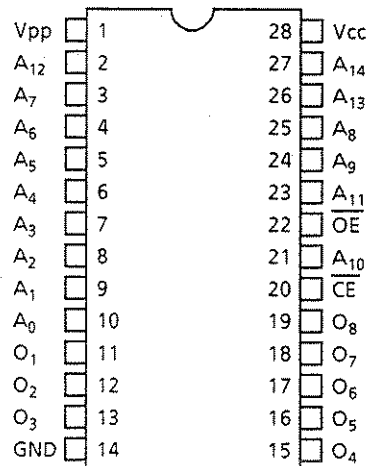 Vpp 1 28 Vcc
A12 2 27 A14
A7 3 26 A13
A6 4 25 A8
A5 5 24 A9
A4 6 23 A11
A3 7 22 O̅E̅
A2 8 21 A10
A1 9 20 C̅E̅
A0 10 19 O8
O1 11 18 O7
O2 12 17 O6
O3 13 16 O5
GND 14 15 O4